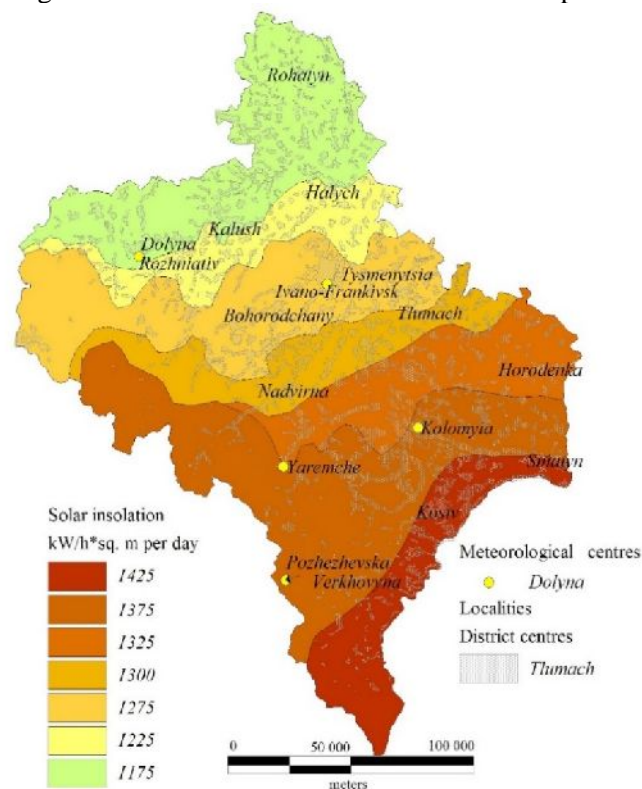 Rohatyn
Halych
Kalush
Dolyna
Rozhniativ
Tysmenytsia
Ivano-Frankivsk
Bohorodchany
Tlumach
Horodenka
Nadvirna
Kolomyia
Yaremche
Sniatyn
Kosiv
Pozhezhevska
Verkhovyna
Solar insolation
kW/h*sq. m per day
1425
1375
1325
1300
1275
1225
1175
Meteorological centres
Dolyna
Localities
District centres
Tlumach
0 50 000 100 000
meters